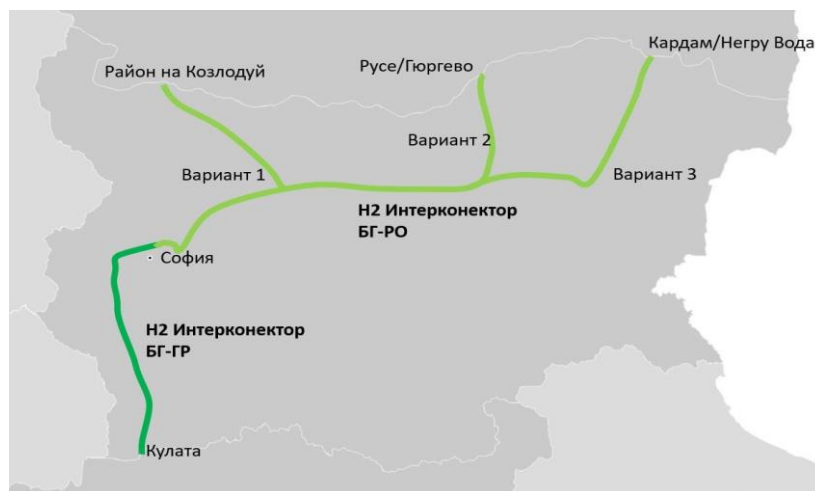 Кардам/Негру Вода
Район на Козлодуй
Русе/Гюргево
Вариант 2
Вариант 1
Вариант 3
H2 Интерконектор
БГ-РО
София
H2 Интерконектор
БГ-ГР
Кулата